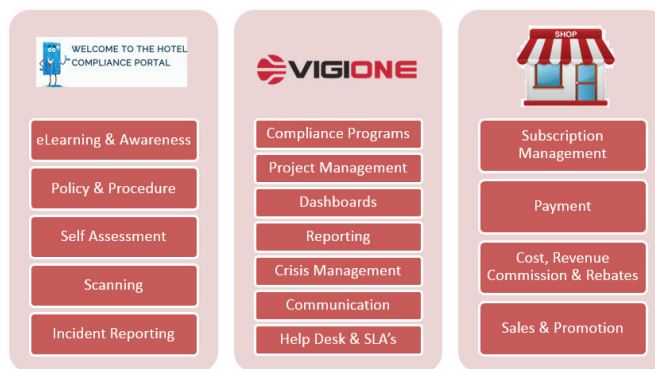 WELCOME TO THE HOTEL
COMPLIANCE PORTAL
eLearning & Awareness
Policy & Procedure
Self Assessment
Scanning
Incident Reporting
VIGIONE
Compliance Programs
Project Management
Dashboards
Reporting
Crisis Management
Communication
Help Desk & SLA's
SHOP
Subscription
Management
Payment
Cost, Revenue
Commission & Rebates
Sales & Promotion